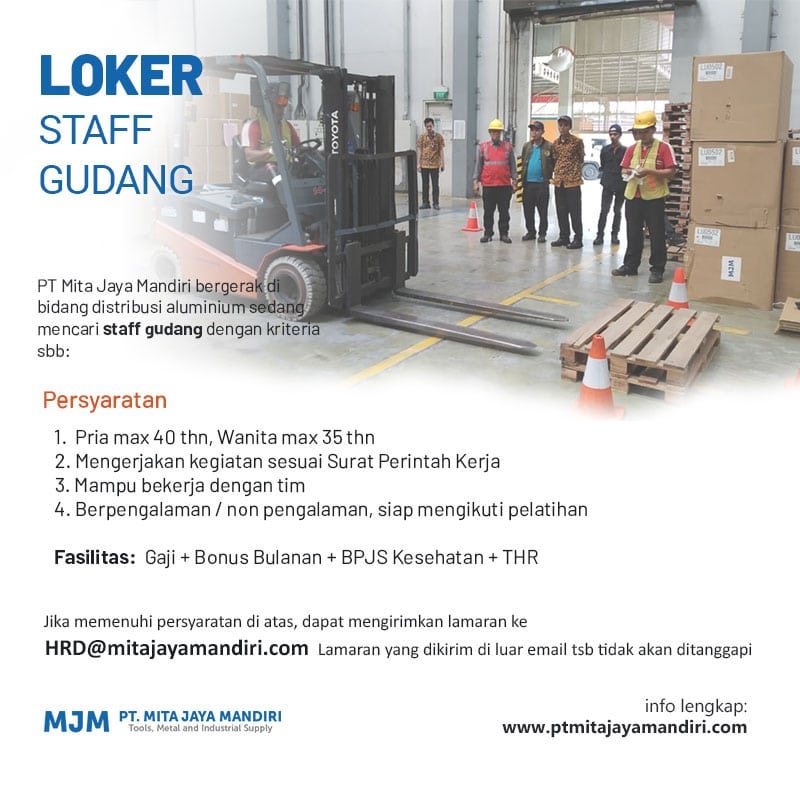 LOKER
STAFF
GUDANG
TOYOTA
LU0502
LU0502
LU0502
MJM
PT Mita Jaya Mandiri bergerak di
bidang distribusi aluminium sedang
mencari staff gudang dengan kriteria
sbb:
Persyaratan
1. Pria max 40 thn, Wanita max 35 thn
2. Mengerjakan kegiatan sesuai Surat Perintah Kerja
3. Mampu bekerja dengan tim
4. Berpengalaman / non pengalaman, siap mengikuti pelatihan
Fasilitas: Gaji + Bonus Bulanan + BPJS Kesehatan + THR
Jika memenuhi persyaratan di atas, dapat mengirimkan lamaran ke
HRD@mitajayamandiri.com Lamaran yang dikirim di luar email tsb tidak akan ditanggapi
MJM PT. MITA JAYA MANDIRI
Tools, Metal and Industrial Supply
info lengkap:
www.ptmitajayamandiri.com